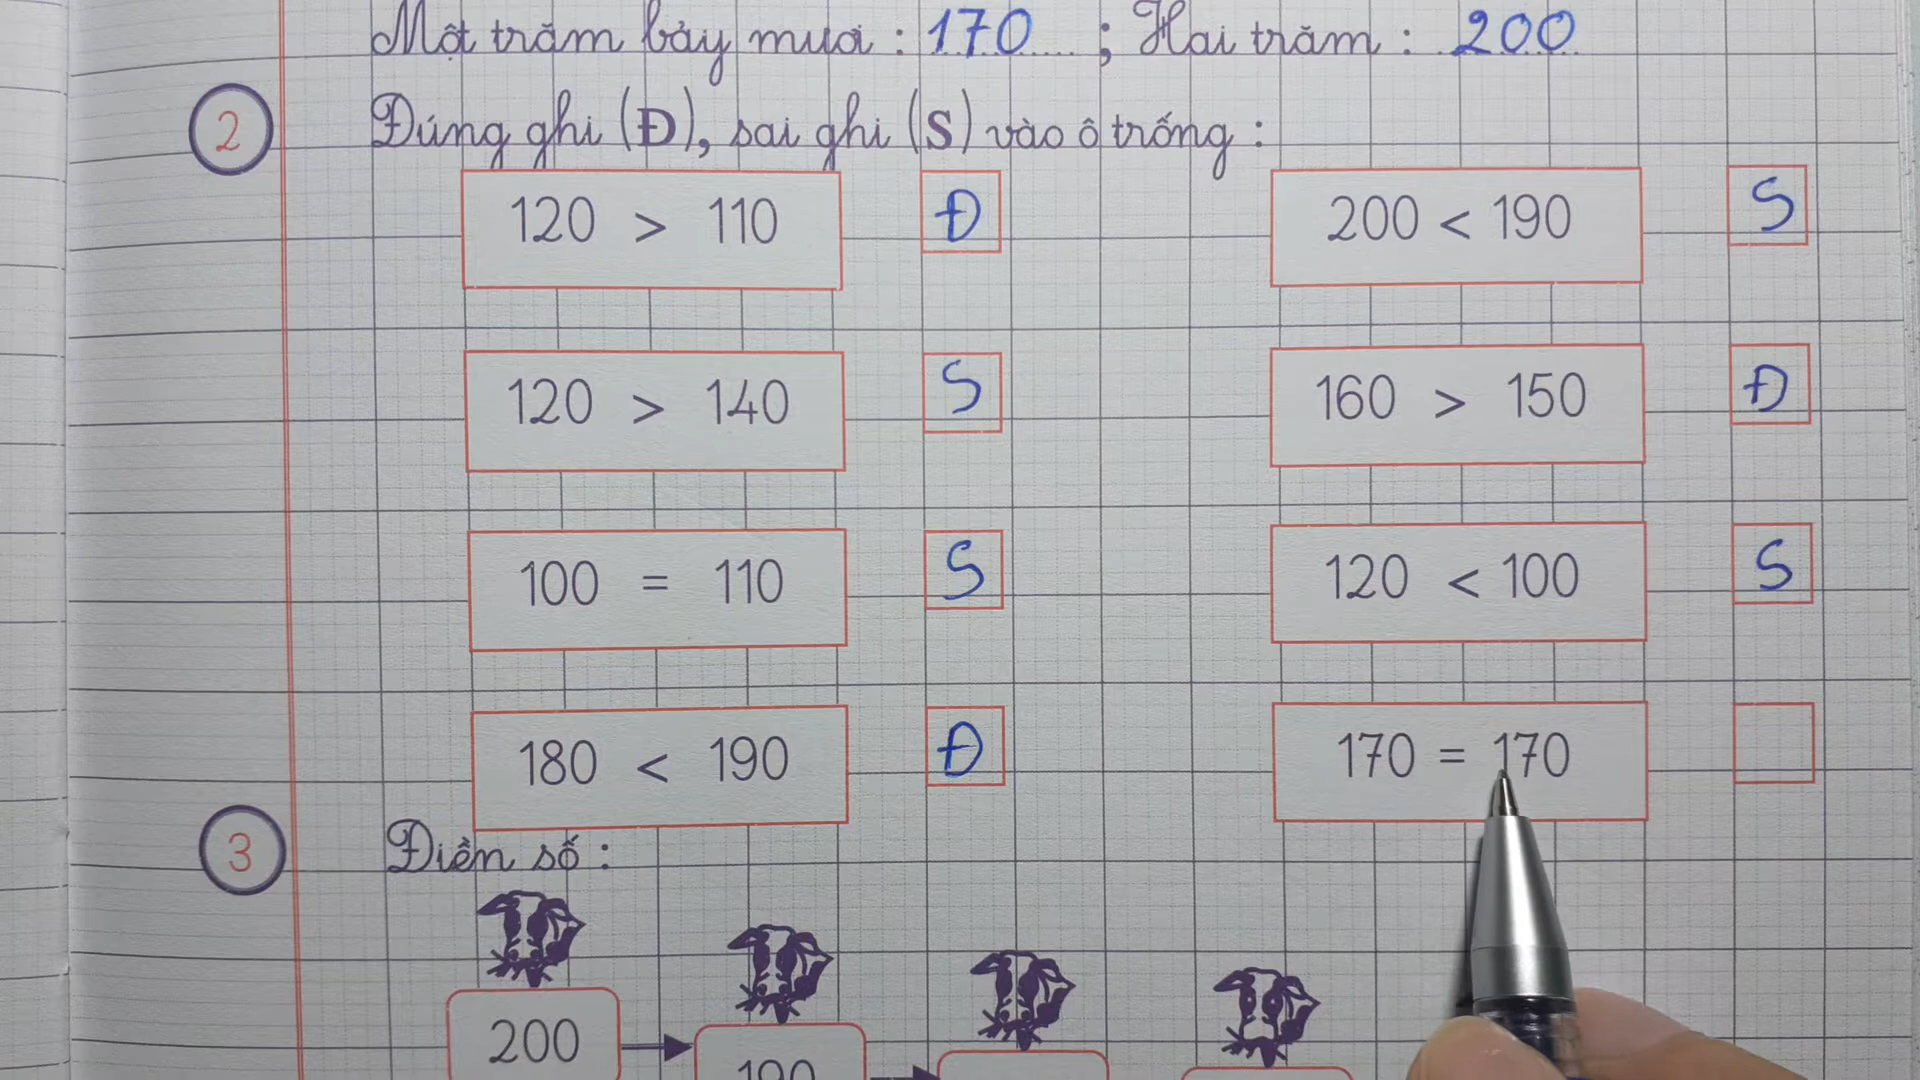 Một trăm bảy mươi : 170 ; Hai trăm : 200
2 Đúng ghi (Đ), sai ghi (S) vào ô trống :
120 > 110 Đ 200 < 190 S
120 > 140 S 160 > 150 Đ
100 = 110 S 120 < 100 S
180 < 190 Đ 170 = 170
3 Điền số :
200
190